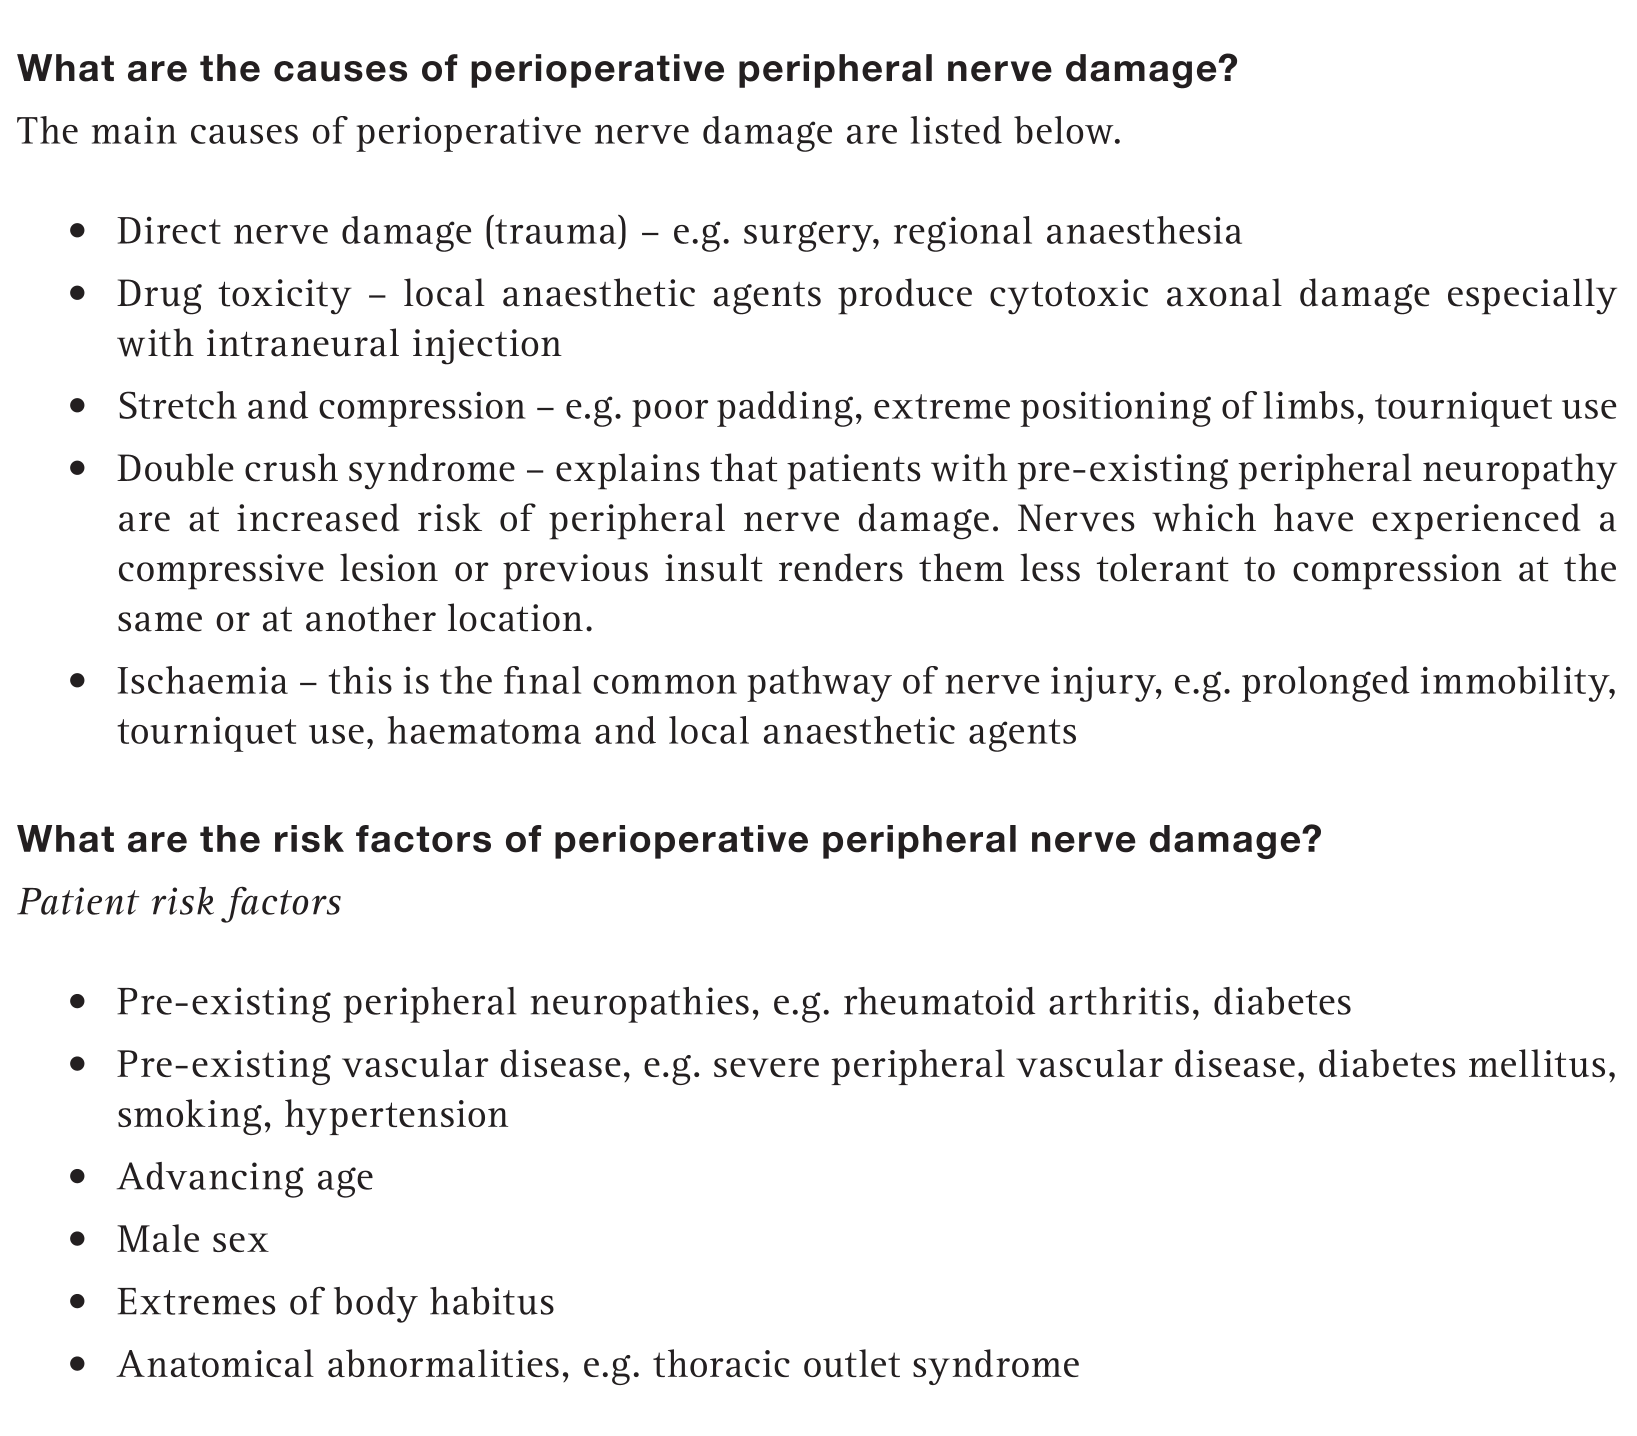 What are the causes of perioperative peripheral nerve damage?
The main causes of perioperative nerve damage are listed below.
• Direct nerve damage (trauma) – e.g. surgery, regional anaesthesia
• Drug toxicity – local anaesthetic agents produce cytotoxic axonal damage especially
with intraneural injection
• Stretch and compression – e.g. poor padding, extreme positioning of limbs, tourniquet use
• Double crush syndrome – explains that patients with pre-existing peripheral neuropathy
are at increased risk of peripheral nerve damage. Nerves which have experienced a
compressive lesion or previous insult renders them less tolerant to compression at the
same or at another location.
• Ischaemia – this is the final common pathway of nerve injury, e.g. prolonged immobility,
tourniquet use, haematoma and local anaesthetic agents
What are the risk factors of perioperative peripheral nerve damage?
Patient risk factors
• Pre-existing peripheral neuropathies, e.g. rheumatoid arthritis, diabetes
• Pre-existing vascular disease, e.g. severe peripheral vascular disease, diabetes mellitus,
smoking, hypertension
• Advancing age
• Male sex
• Extremes of body habitus
• Anatomical abnormalities, e.g. thoracic outlet syndrome